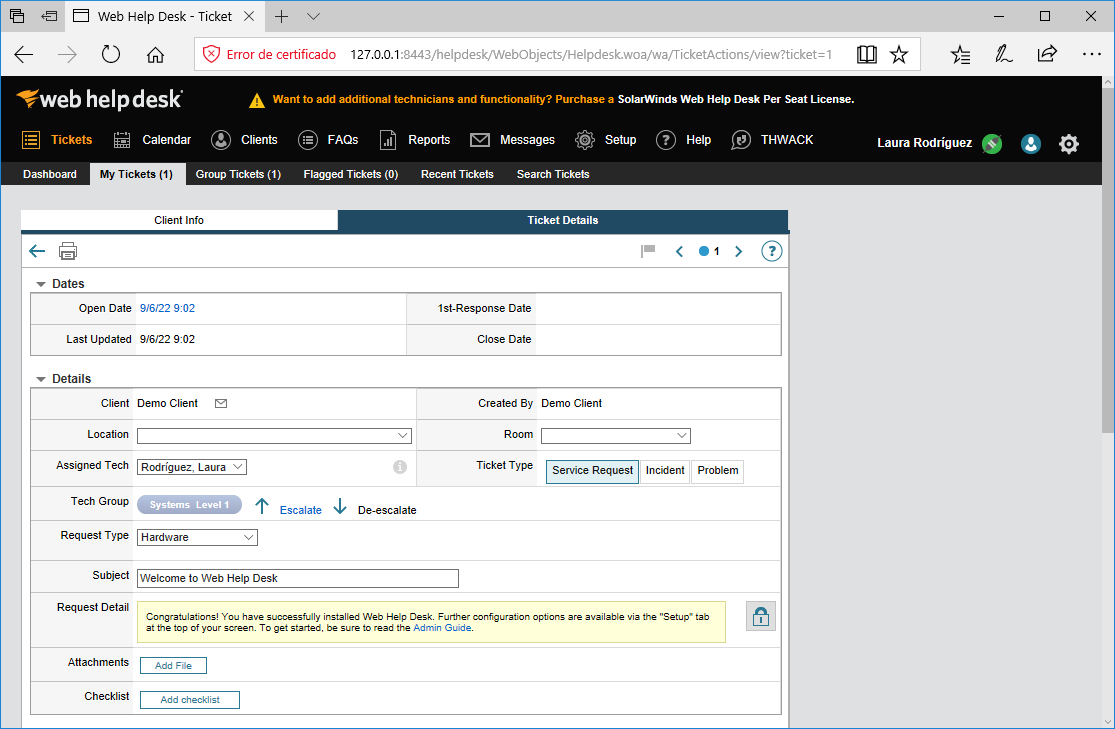 Web Help Desk - Ticket
Error de certificado 127.0.0.1:8443/helpdesk/WebObjects/Helpdesk.woa/wa/TicketActions/view?ticket=1
web help desk
Want to add additional technicians and functionality? Purchase a SolarWinds Web Help Desk Per Seat License.
Tickets Calendar Clients FAQs Reports Messages Setup Help THWACK Laura Rodríguez
Dashboard My Tickets (1) Group Tickets (1) Flagged Tickets (0) Recent Tickets Search Tickets
Client Info Ticket Details
1 ?
Dates
Open Date 9/6/22 9:02 1st-Response Date
Last Updated 9/6/22 9:02 Close Date
Details
Client Demo Client Created By Demo Client
Location Room
Assigned Tech Rodríguez, Laura Ticket Type Service Request Incident Problem
Tech Group Systems Level 1 Escalate De-escalate
Request Type Hardware
Subject Welcome to Web Help Desk
Request Detail Congratulations! You have successfully installed Web Help Desk. Further configuration options are available via the "Setup" tab
at the top of your screen. To get started, be sure to read the Admin Guide.
Attachments Add File
Checklist Add checklist